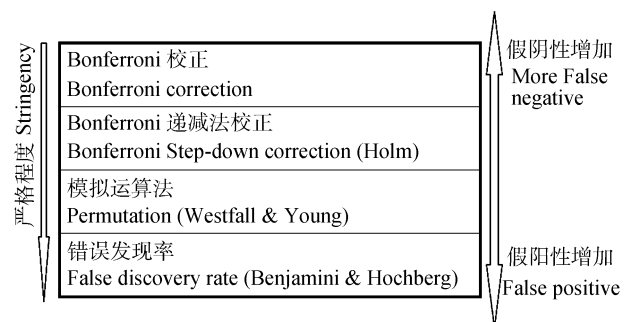 严格程度 Stringency
Bonferroni 校正
Bonferroni correction
Bonferroni 递减法校正
Bonferroni Step-down correction (Holm)
模拟运算法
Permutation (Westfall & Young)
错误发现率
False discovery rate (Benjamini & Hochberg)
假阴性增加
More False
negative
假阳性增加
False positive